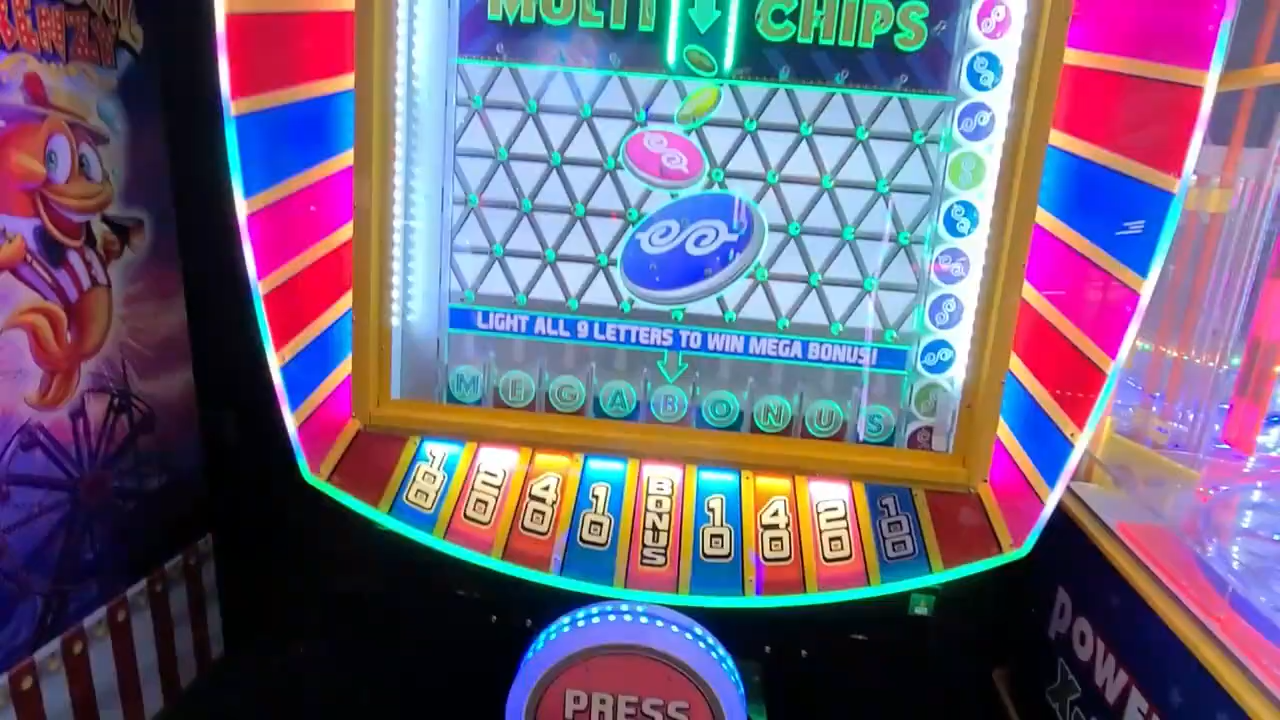 MULTI CHIPS
LIGHT ALL 9 LETTERS TO WIN MEGA BONUS!
M E G A B O N U S
100 20 40 10 BONUS 10 40 20 100
PRESS
POWE